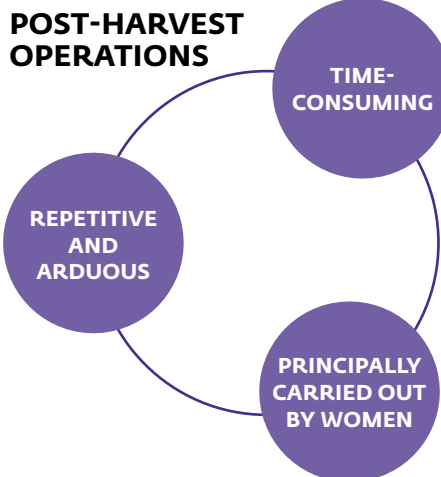 POST-HARVEST
OPERATIONS
TIME-
CONSUMING
REPETITIVE
AND
ARDUOUS
PRINCIPALLY
CARRIED OUT
BY WOMEN